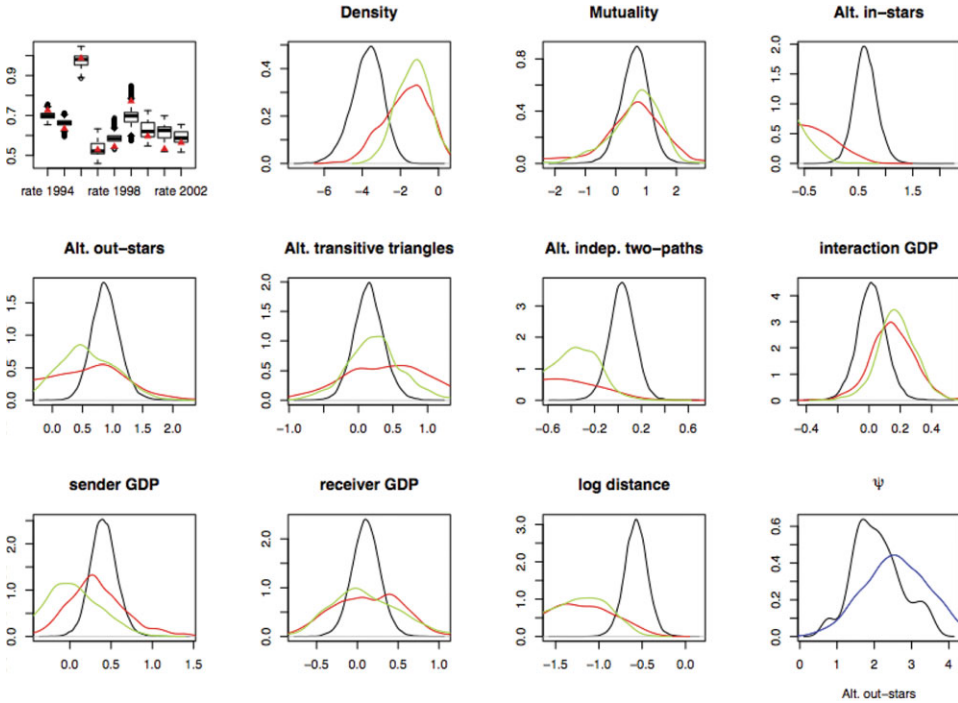 0.5 0.7 0.9
rate 1994 rate 1998 rate 2002
Density
0.0 0.2 0.4
−6 −4 −2 0
Mutuality
0.0 0.4 0.8
−2 −1 0 1 2
Alt. in−stars
0.0 0.5 1.0 1.5 2.0
−0.5 0.5 1.5
Alt. out−stars
0.0 0.5 1.0 1.5
0.0 0.5 1.0 1.5 2.0
Alt. transitive triangles
0.0 0.5 1.0 1.5 2.0
−1.0 0.0 0.5 1.0
Alt. indep. two−paths
0 1 2 3
−0.6 −0.2 0.2 0.6
interaction GDP
0 1 2 3 4
−0.4 0.0 0.2 0.4
sender GDP
0.0 1.0 2.0
0.0 0.5 1.0 1.5
receiver GDP
0.0 1.0 2.0
−0.5 0.0 0.5 1.0
log distance
0.0 1.0 2.0 3.0
−1.5 −1.0 −0.5 0.0
ψ
0.0 0.2 0.4 0.6
0 1 2 3 4
Alt. out−stars